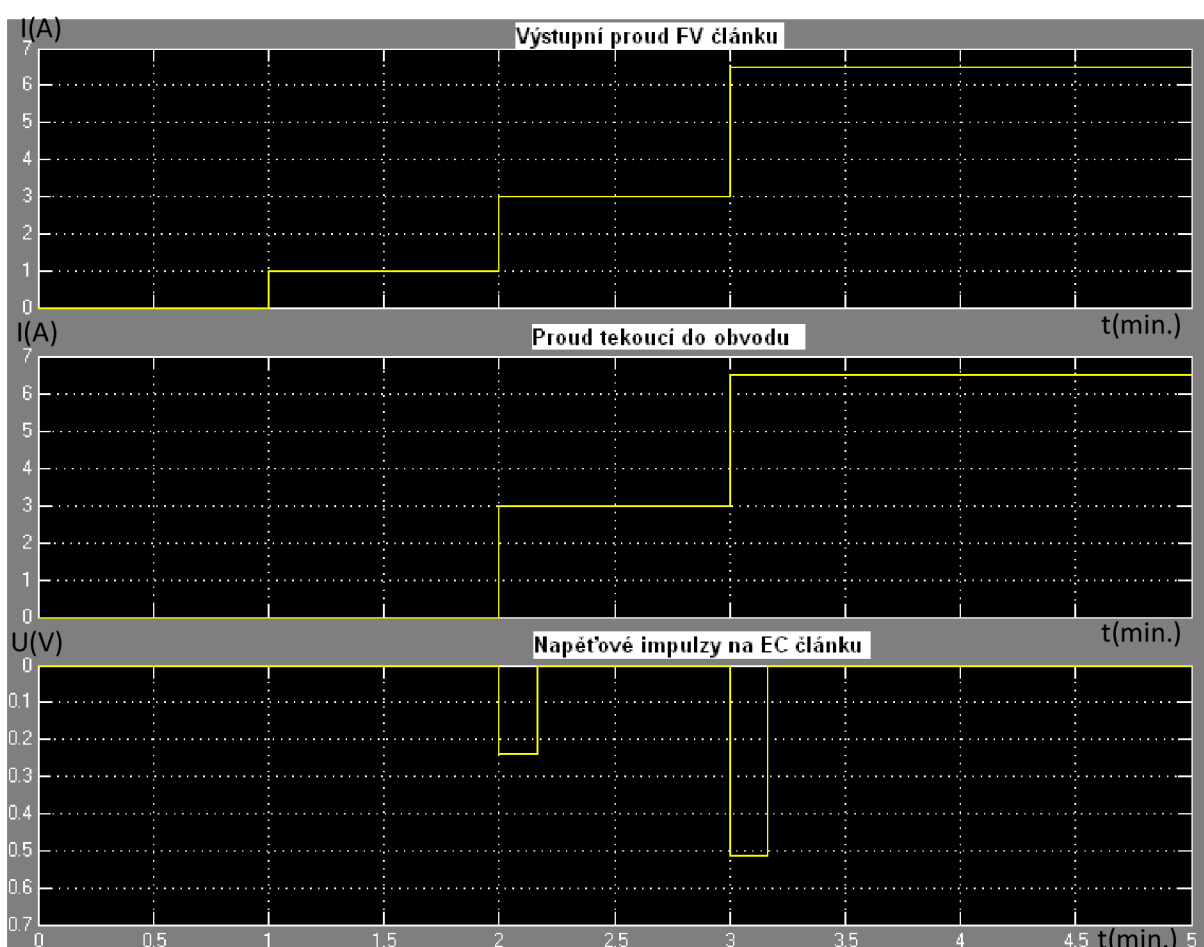 I(A)
Výstupní proud FV článku
7
6
5
4
3
2
1
0
t(min.)
I(A)
Proud tekoucí do obvodu
7
6
5
4
3
2
1
0
t(min.)
U(V)
Napěťové impulzy na EC článku
0
0.1
0.2
0.3
0.4
0.5
0.6
0.7
0 0.5 1 1.5 2 2.5 3 3.5 4 4.5 t(min.) 5